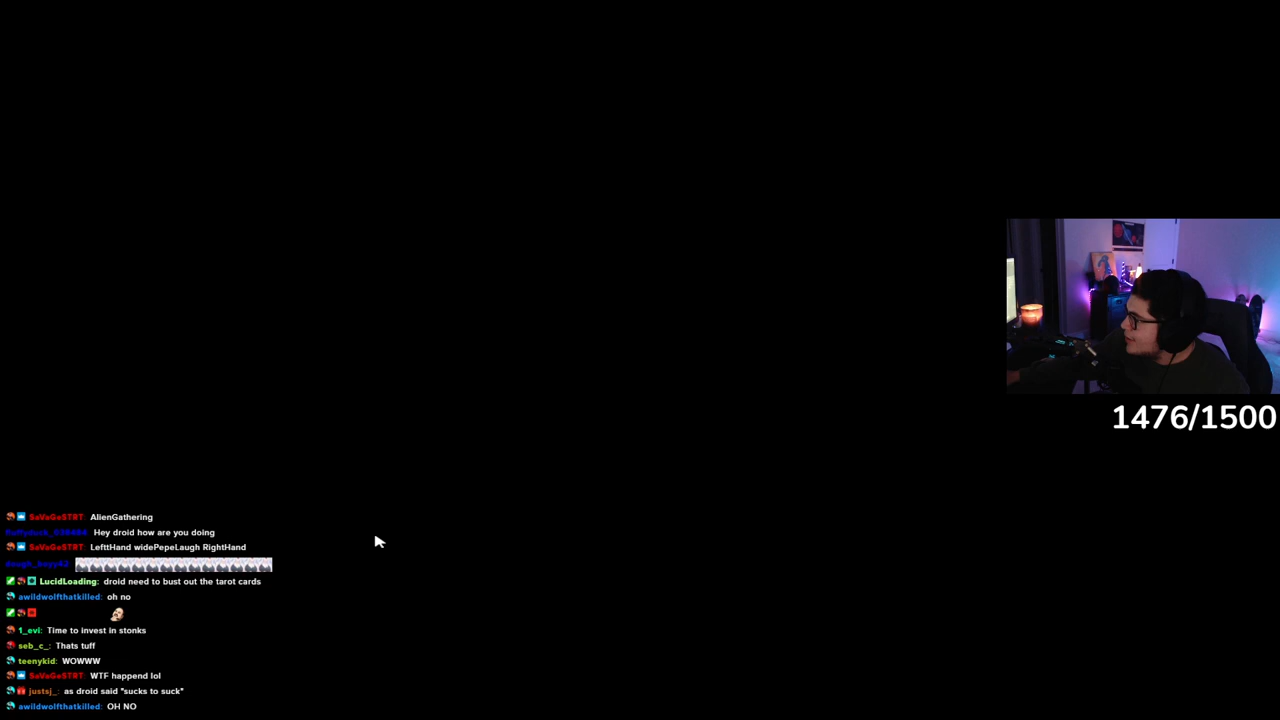 1476/1500
SaVaGeSTRT: AlienGathering
Hey droid how are you doing
SaVaGeSTRT: LefttHand widePepeLaugh RightHand
LucidLoading: droid need to bust out the tarot cards
awildwolfthatkilled: oh no
1_evi: Time to invest in stonks
seb_c_: Thats tuff
teenykid: WOWWW
SaVaGeSTRT: WTF happend lol
justsj_: as droid said "sucks to suck"
awildwolfthatkilled: OH NO